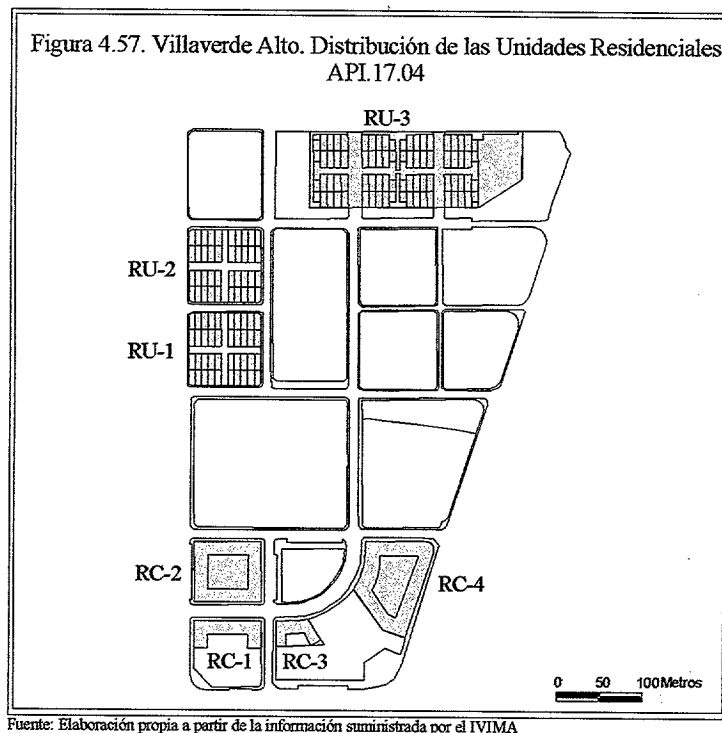 Figura 4.57. Villaverde Alto. Distribución de las Unidades Residenciales
API.17.04
RU-3
RU-2
RU-1
RC-2
RC-4
RC-1
RC-3
0 50 100 Metros
Fuente: Elaboración propia a partir de la información suministrada por el IVIMA